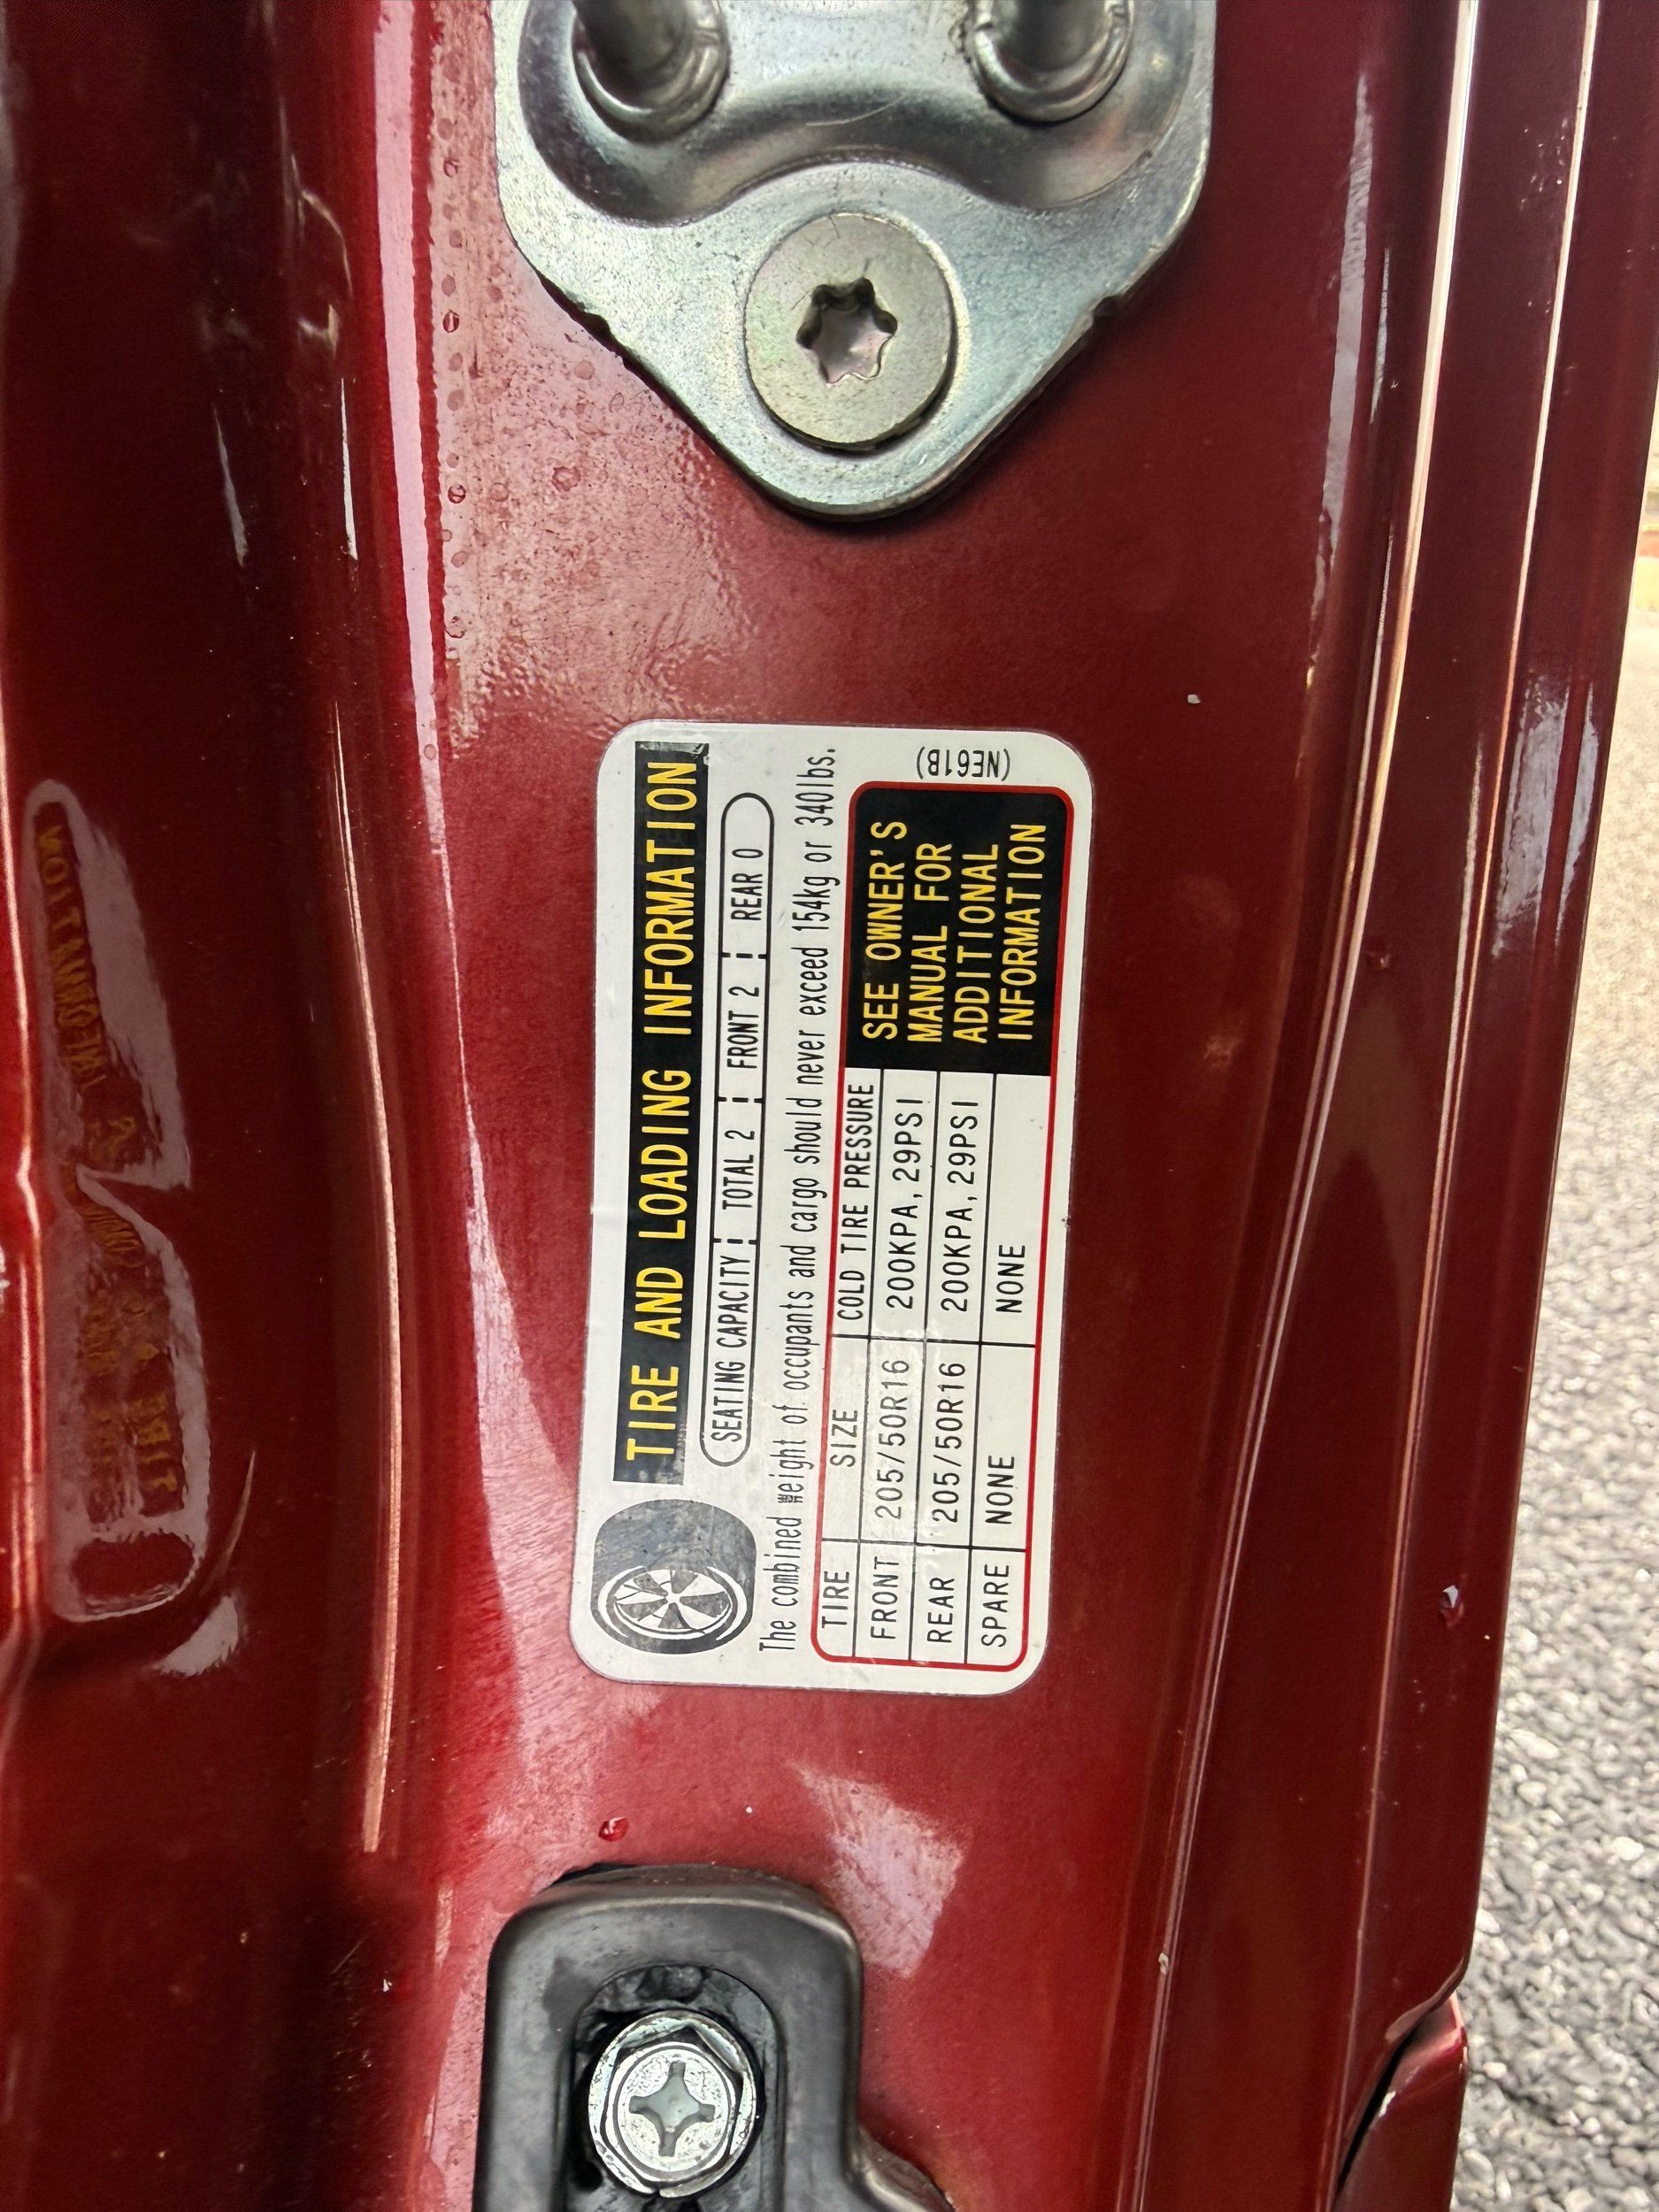 TIRE AND LOADING INFORMATION
SEATING CAPACITY TOTAL 2 FRONT 2 REAR 0
The combined weight of occupants and cargo should never exceed 154kg or 340lbs.
TIRE SIZE COLD TIRE PRESSURE
FRONT 205/50R16 200KPA, 29PSI
REAR 205/50R16 200KPA, 29PSI
SPARE NONE NONE
SEE OWNER'S
MANUAL FOR
ADDITIONAL
INFORMATION
(NE61B)